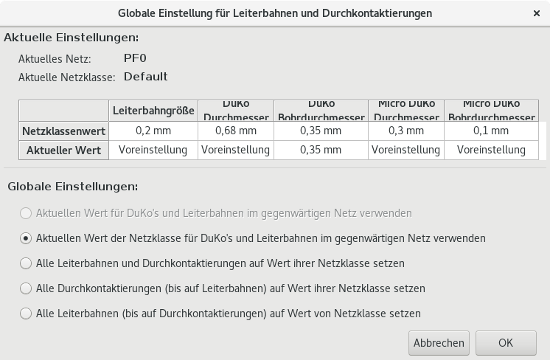 Globale Einstellung für Leiterbahnen und Durchkontaktierungen
Aktuelle Einstellungen:
Aktuelles Netz: PF0
Aktuelle Netzklasse: Default
Leiterbahngröße DuKo Durchmesser DuKo Bohrdurchmesser Micro DuKo Durchmesser Micro DuKo Bohrdurchmesser
Netzklassenwert 0,2 mm 0,68 mm 0,35 mm 0,3 mm 0,1 mm
Aktueller Wert Voreinstellung Voreinstellung 0,35 mm Voreinstellung Voreinstellung
Globale Einstellungen:
Aktuellen Wert für DuKo's und Leiterbahnen im gegenwärtigen Netz verwenden
Aktuellen Wert der Netzklasse für DuKo's und Leiterbahnen im gegenwärtigen Netz verwenden
Alle Leiterbahnen und Durchkontaktierungen auf Wert ihrer Netzklasse setzen
Alle Durchkontaktierungen (bis auf Leiterbahnen) auf Wert ihrer Netzklasse setzen
Alle Leiterbahnen (bis auf Durchkontaktierungen) auf Wert von Netzklasse setzen
Abbrechen OK